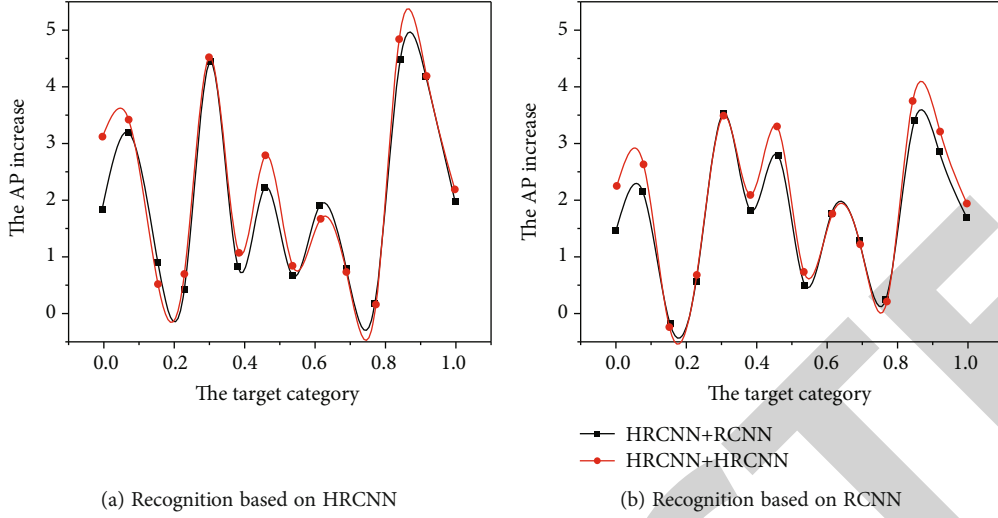 5
4
3
2
1
0
The AP increase
0.0 0.2 0.4 0.6 0.8 1.0
The target category
(a) Recognition based on HRCNN
5
4
3
2
1
0
The AP increase
0.0 0.2 0.4 0.6 0.8 1.0
The target category
HRCNN+RCNN
HRCNN+HRCNN
(b) Recognition based on RCNN